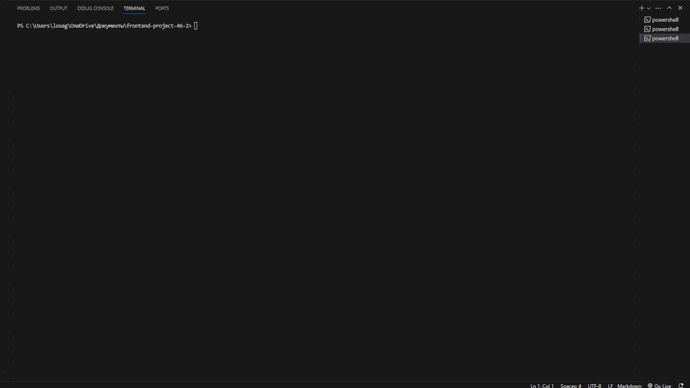 PROBLEMS OUTPUT DEBUG CONSOLE TERMINAL PORTS
PS C:\Users\loseg\OneDrive\Документы\frontend-project-46-2>
powershell
powershell
powershell
Ln 1, Col 1 Spaces: 4 UTF-8 LF Markdown Go Live